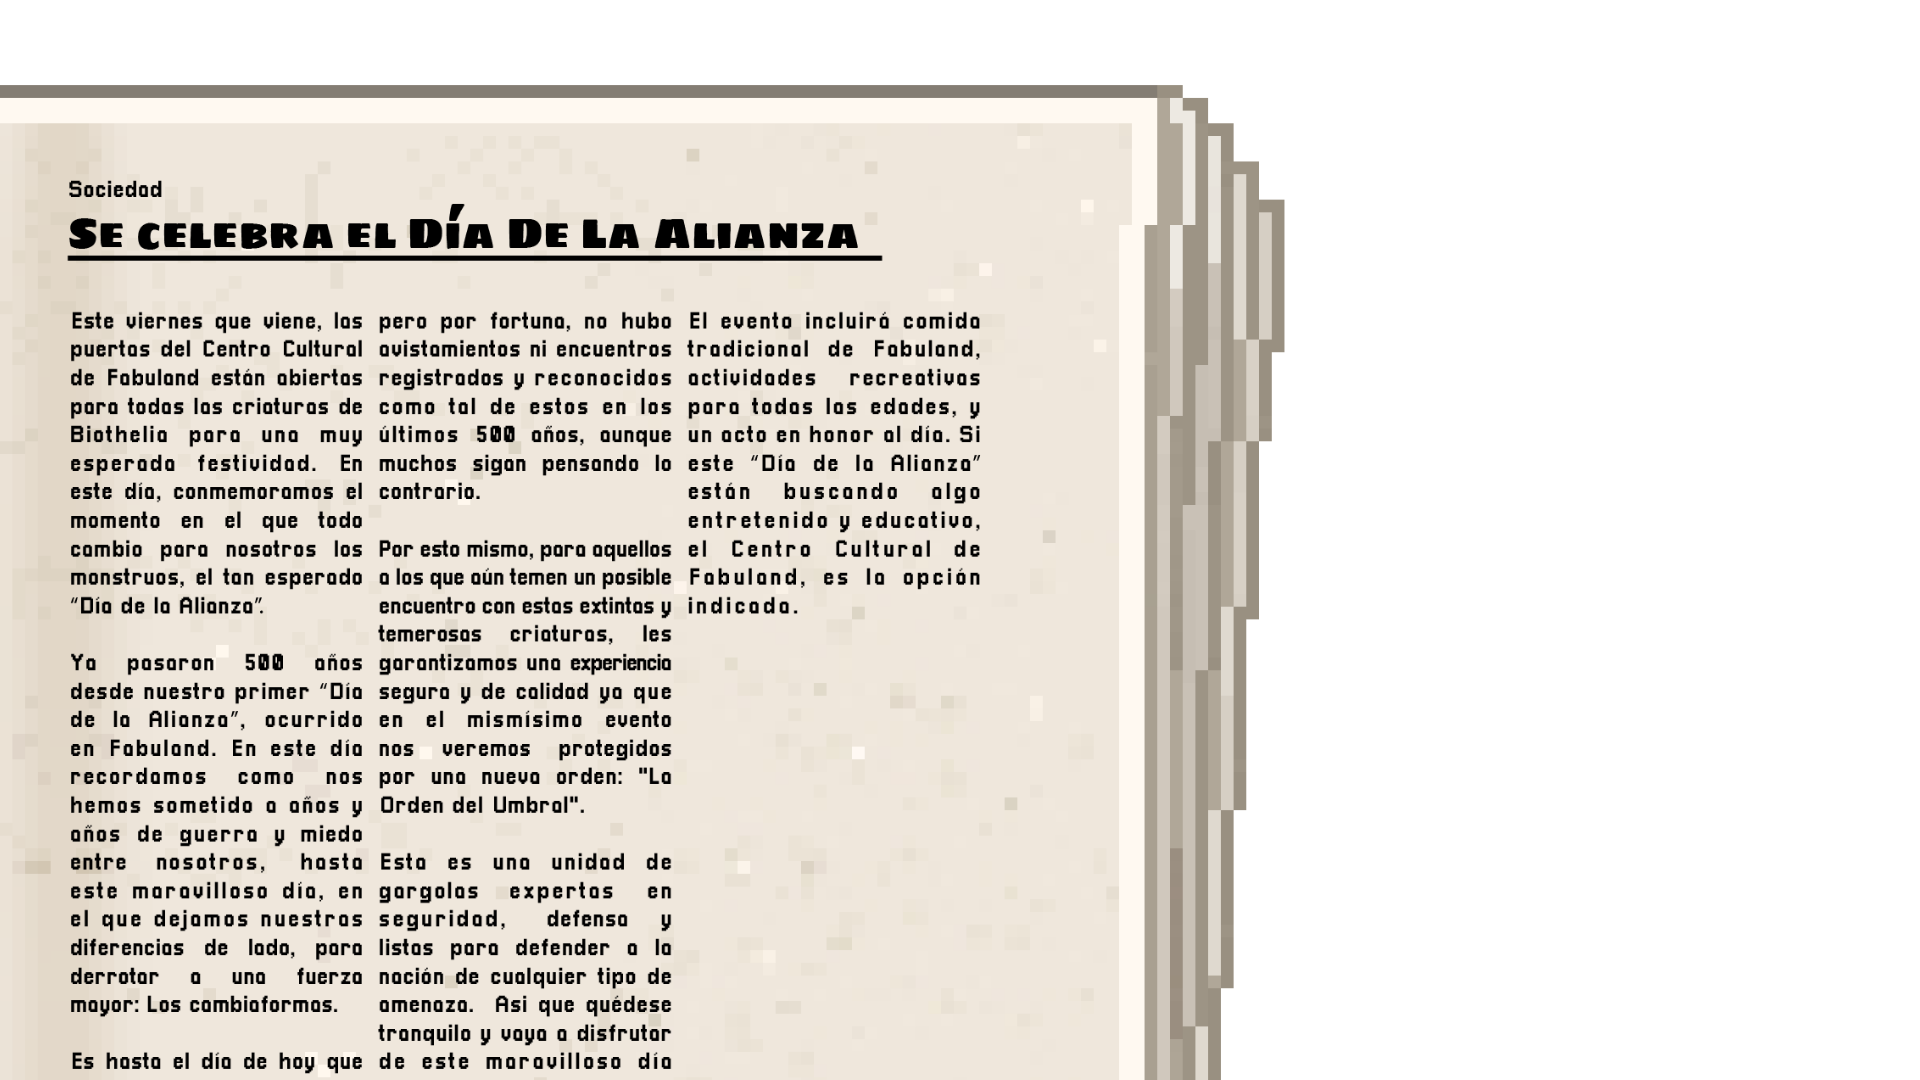 Sociedad
Se celebra el Día De La Alianza
Este viernes que viene, las
puertas del Centro Cultural
de Fabuland están abiertas
para todas las criaturas de
Biothelia para una muy
esperada festividad. En
este día, conmemoramos el
momento en el que todo
cambio para nosotros los
monstruos, el tan esperado
“Día de la Alianza”.
Ya pasaron 500 años
desde nuestro primer “Día
de la Alianza”, ocurrido
en Fabuland. En este día
recordamos como nos
hemos sometido a años y
años de guerra y miedo
entre nosotros, hasta
este maravilloso día, en
el que dejamos nuestras
diferencias de lado, para
derrotar a una fuerza
mayor: Los cambiaformas.
Es hasta el día de hoy que
pero por fortuna, no hubo
avistamientos ni encuentros
registrados y reconocidos
como tal de estos en los
últimos 500 años, aunque
muchos sigan pensando lo
contrario.
Por esto mismo, para aquellos
a los que aún temen un posible
encuentro con estas extintas y
temerosas criaturas, les
garantizamos una experiencia
segura y de calidad ya que
en el mismísimo evento
nos veremos protegidos
por una nueva orden: "La
Orden del Umbral".
Esta es una unidad de
gargolas expertas en
seguridad, defensa y
listas para defender a la
nación de cualquier tipo de
amenaza. Asi que quédese
tranquilo y vaya a disfrutar
de este maravilloso día
El evento incluirá comida
tradicional de Fabuland,
actividades recreativas
para todas las edades, y
un acto en honor al día. Si
este “Día de la Alianza”
están buscando algo
entretenido y educativo,
el Centro Cultural de
Fabuland, es la opción
indicada.